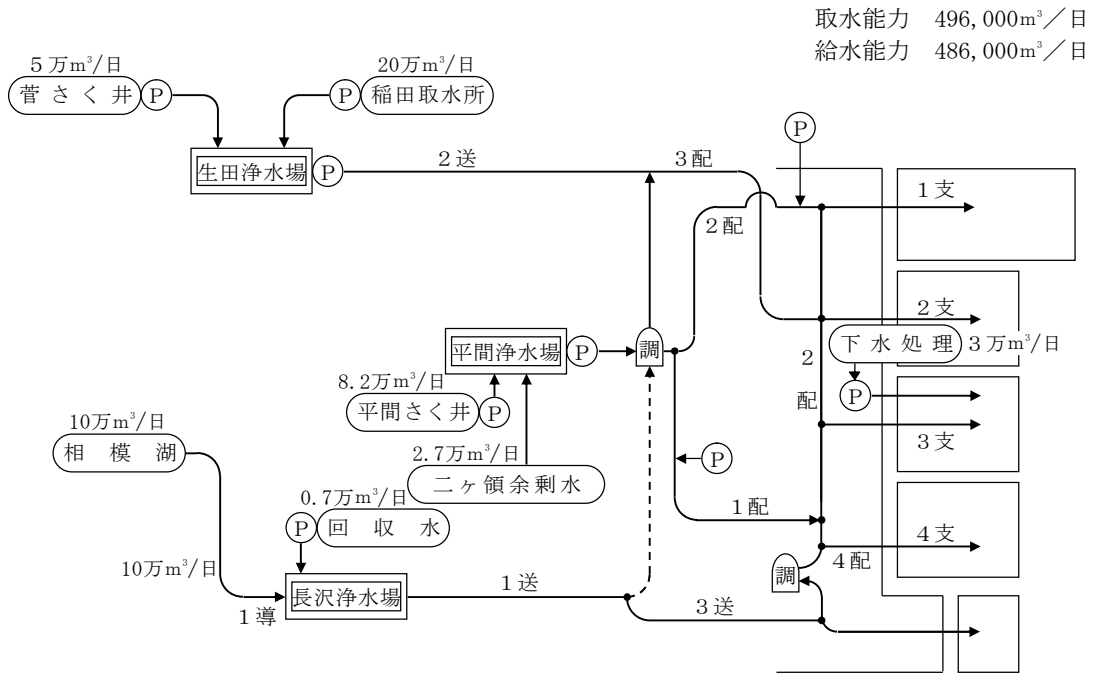 取水能力　496,000m³／日
給水能力　486,000m³／日
５万m³/日
菅さく井
P
20万m³/日
P
稲田取水所
生田浄水場
P
２送
３配
P
１支
２配
２支
平間浄水場
P
調
下水処理
３万m³/日
２
配
P
8.2万m³/日
平間さく井
P
10万m³/日
相模湖
2.7万m³/日
二ヶ領余剰水
P
３支
0.7万m³/日
P
回収水
１配
４支
10万m³/日
４配
調
長沢浄水場
１送
１導
３送